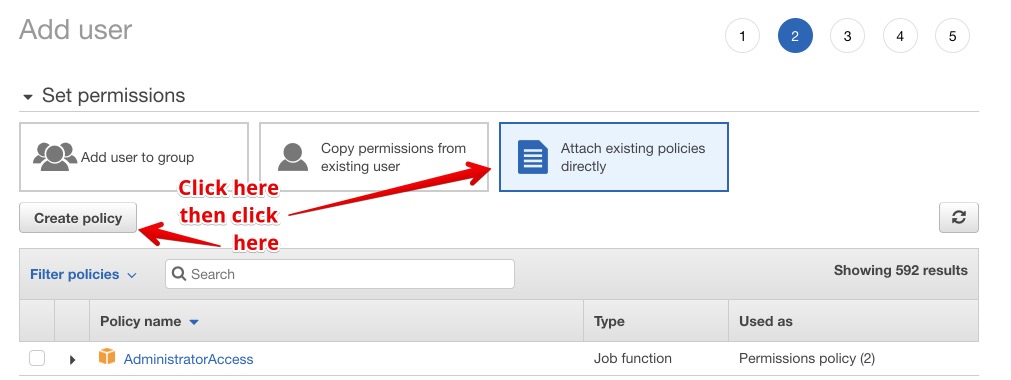 Add user
1 2 3 4 5
Set permissions
Add user to group
Copy permissions from
existing user
Attach existing policies
directly
Click here
then click
here
Create policy
Filter policies
Search
Showing 592 results
Policy name Type Used as
AdministratorAccess Job function Permissions policy (2)